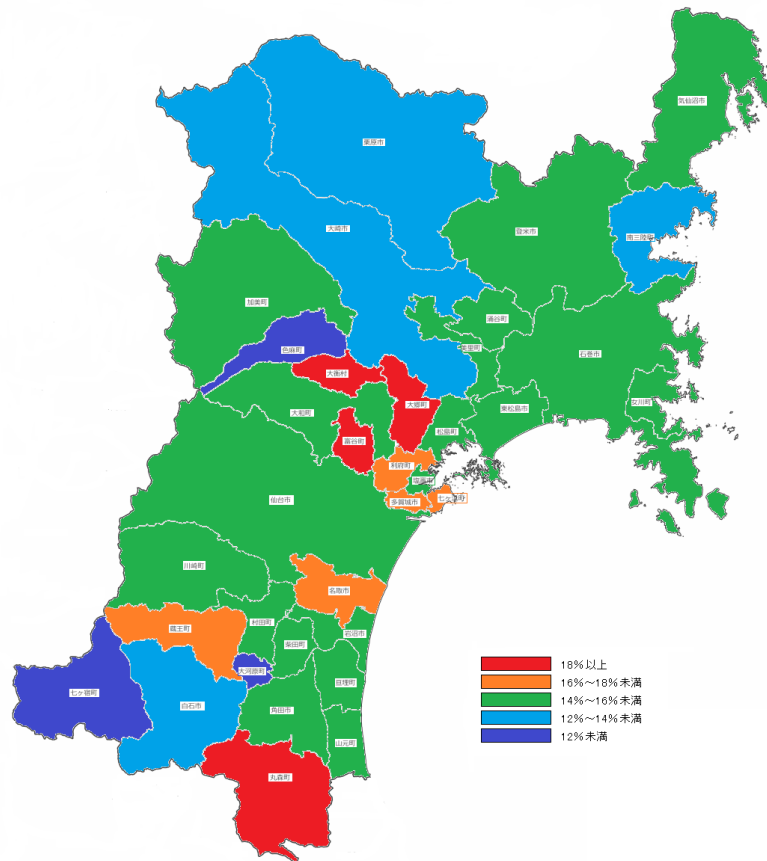 気仙沼市
栗原市
大崎市
登米市
南三陸町
加美町
涌谷町
美里町
色麻町
石巻市
大衡村
女川町
大郷町
東松島市
大和町
松島町
富谷町
利府町
塩竃市
七ヶ浜町
多賀城市
仙台市
川崎町
名取市
村田町
蔵王町
岩沼市
柴田町
大河原町
亘理町
七ヶ宿町
白石市
角田市
山元町
丸森町
18%以上
16%～18%未満
14%～16%未満
12%～14%未満
12%未満